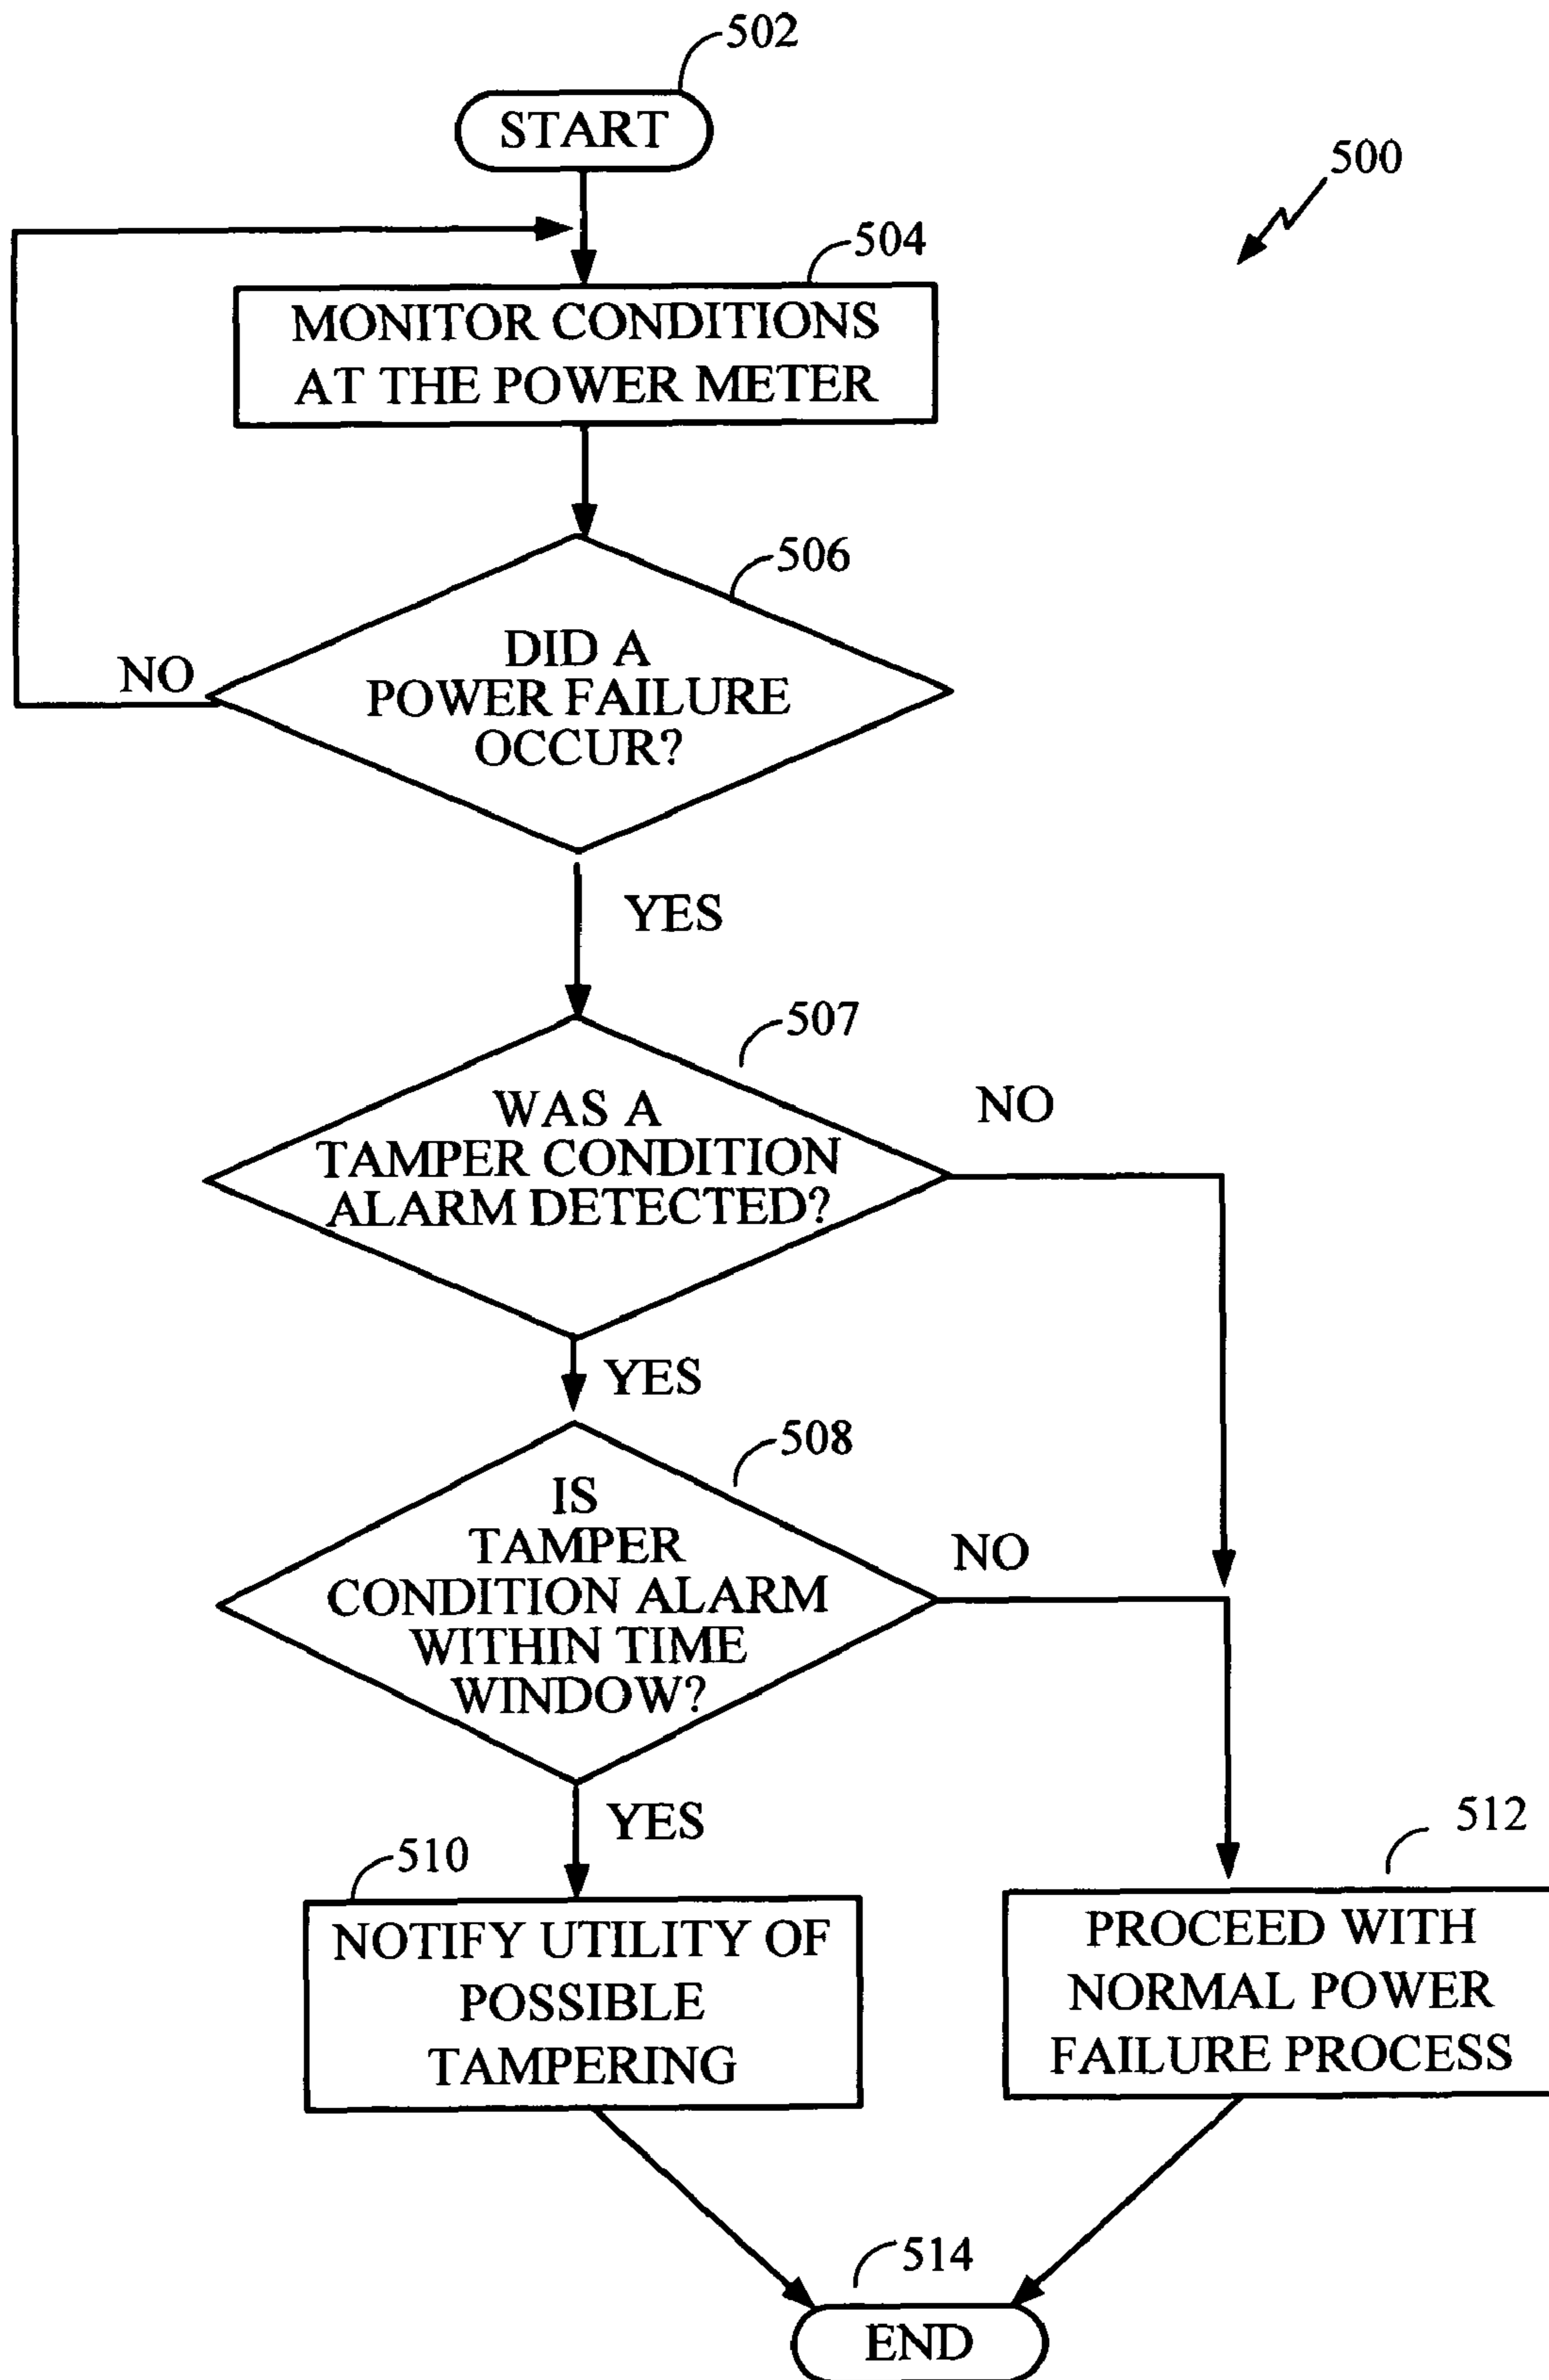 502
START
500
504
MONITOR CONDITIONS
AT THE POWER METER
506
DID A
POWER FAILURE
OCCUR?
NO
YES
507
WAS A
TAMPER CONDITION
ALARM DETECTED?
NO
YES
508
IS
TAMPER
CONDITION ALARM
WITHIN TIME
WINDOW?
NO
YES
510
NOTIFY UTILITY OF
POSSIBLE
TAMPERING
512
PROCEED WITH
NORMAL POWER
FAILURE PROCESS
514
END